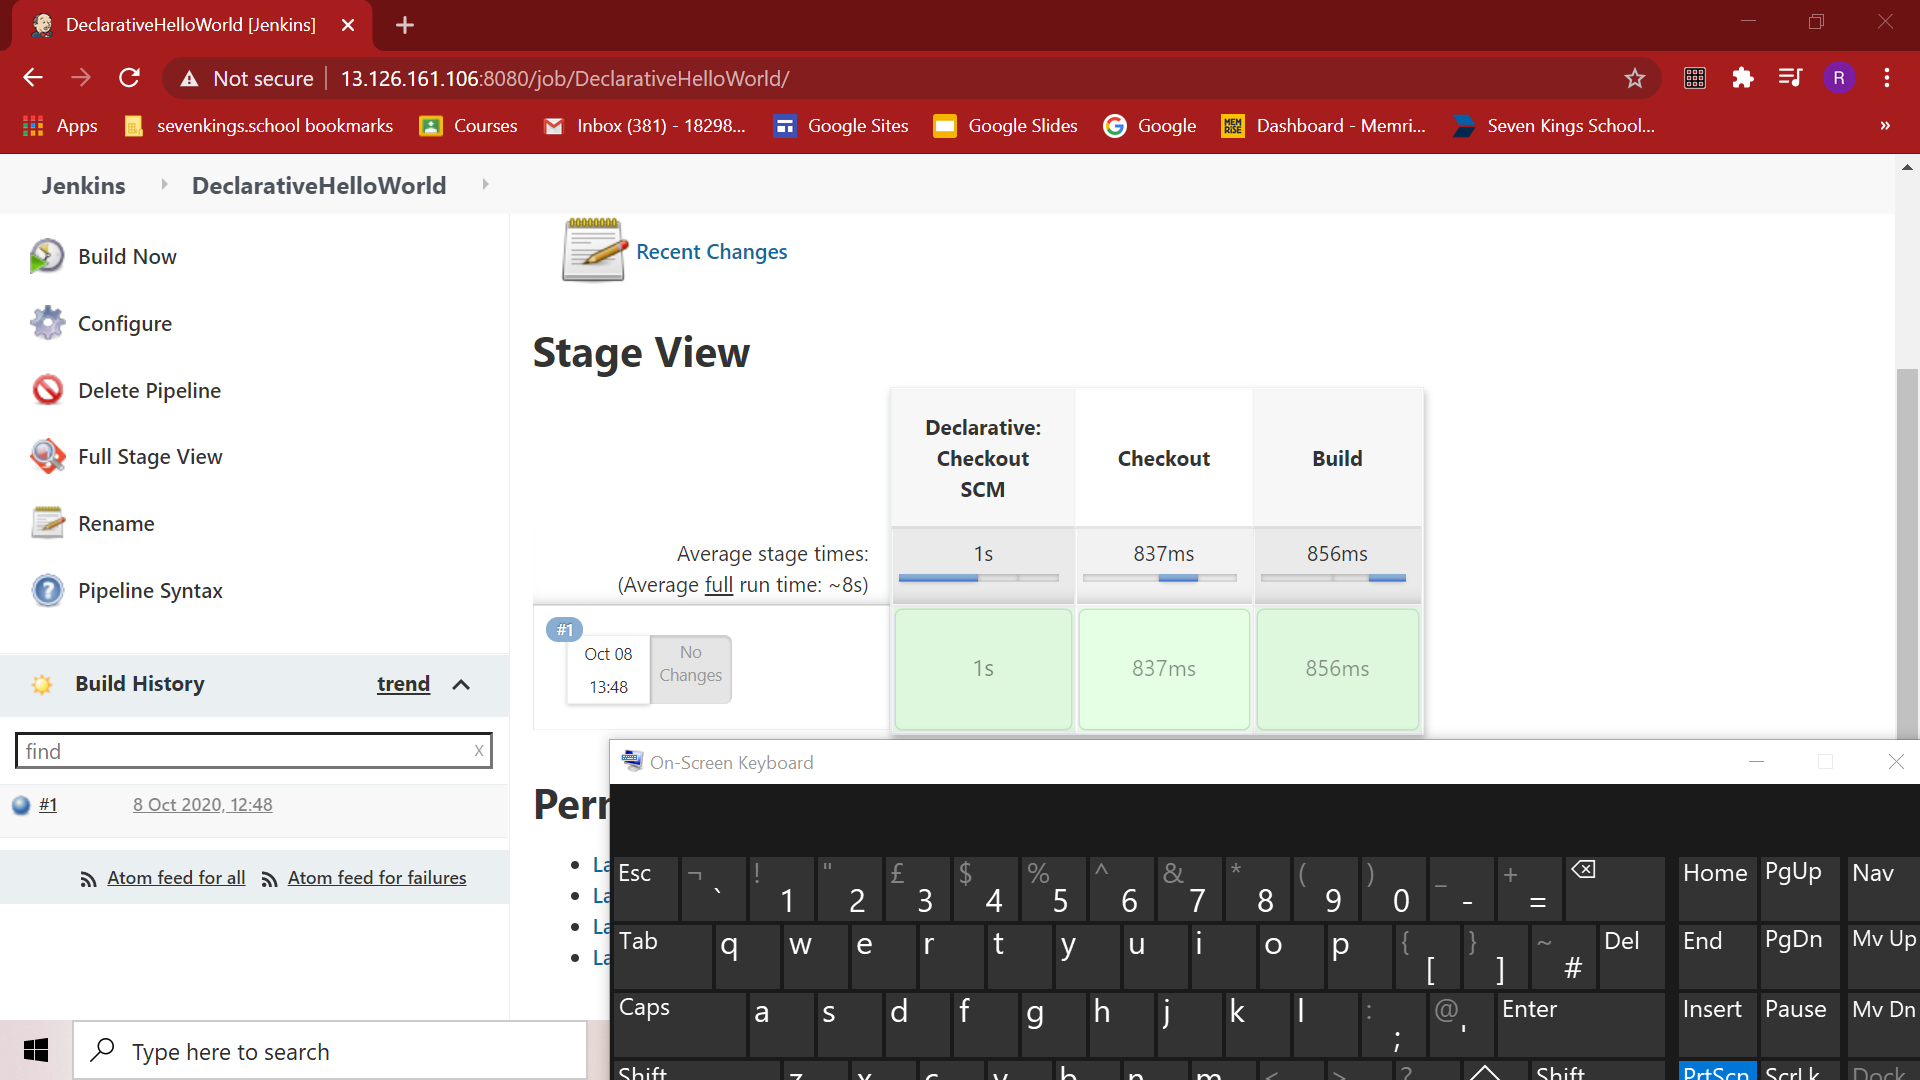 DeclarativeHelloWorld [Jenkins]
Not secure 13.126.161.106:8080/job/DeclarativeHelloWorld/
R
Apps sevenkings.school bookmarks Courses Inbox (381) - 18298... Google Sites Google Slides Google Dashboard - Memri... Seven Kings School... »
Jenkins DeclarativeHelloWorld
Build Now
Configure
Delete Pipeline
Full Stage View
Rename
Pipeline Syntax
Build History trend
find x
#1 8 Oct 2020, 12:48
Atom feed for all Atom feed for failures
Recent Changes
Stage View
Declarative:
Checkout
SCM
Checkout
Build
Average stage times:
(Average full run time: ~8s)
1s 837ms 856ms
#1
Oct 08
13:48
No
Changes
1s 837ms 856ms
On-Screen Keyboard
Esc ¬ ` ! 1 " 2 £ 3 $ 4 % 5 ^ 6 & 7 * 8 ( 9 ) 0 _ - + = Home PgUp Nav
Tab q w e r t y u i o p { [ } ] ~ # Del End PgDn Mv Up
Caps a s d f g h j k l : ; @ ' Enter Insert Pause Mv Dn
Shift z x c v b n m < > ? Shift PrtScn ScrLk Dock
Type here to search